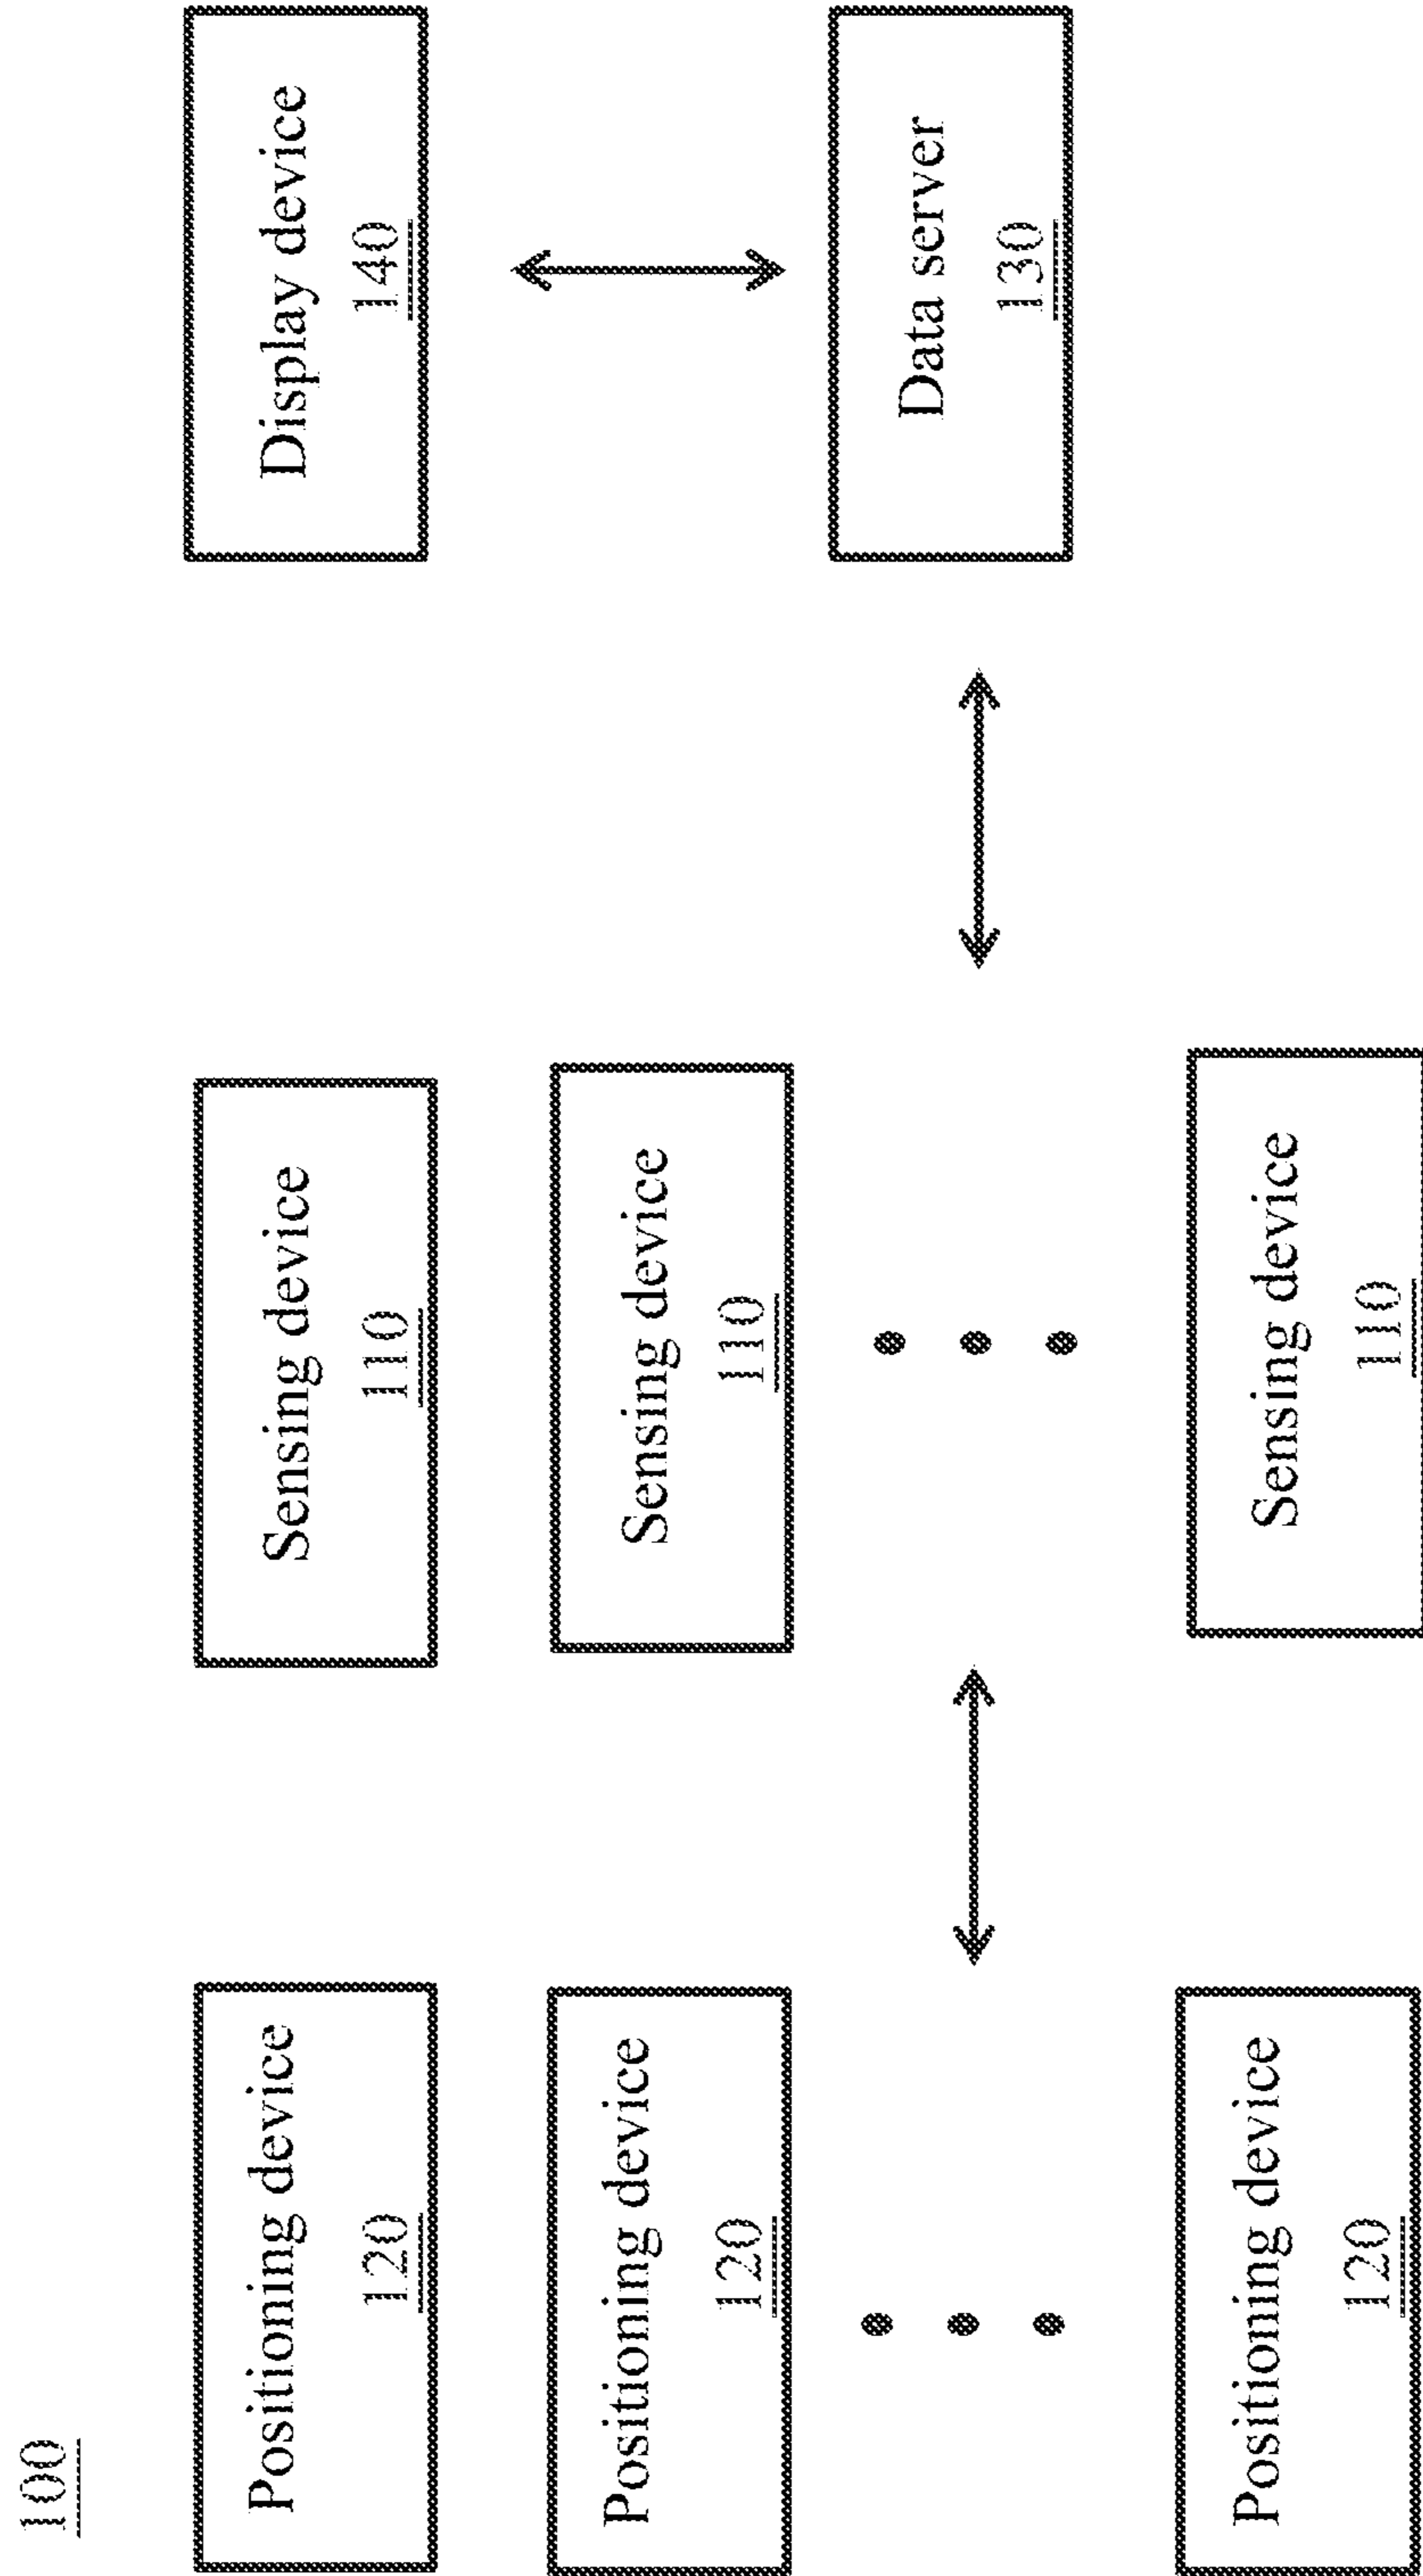 100
Positioning device
120
Positioning device
120
Positioning device
120
Sensing device
110
Sensing device
110
Sensing device
110
Display device
140
Data server
130